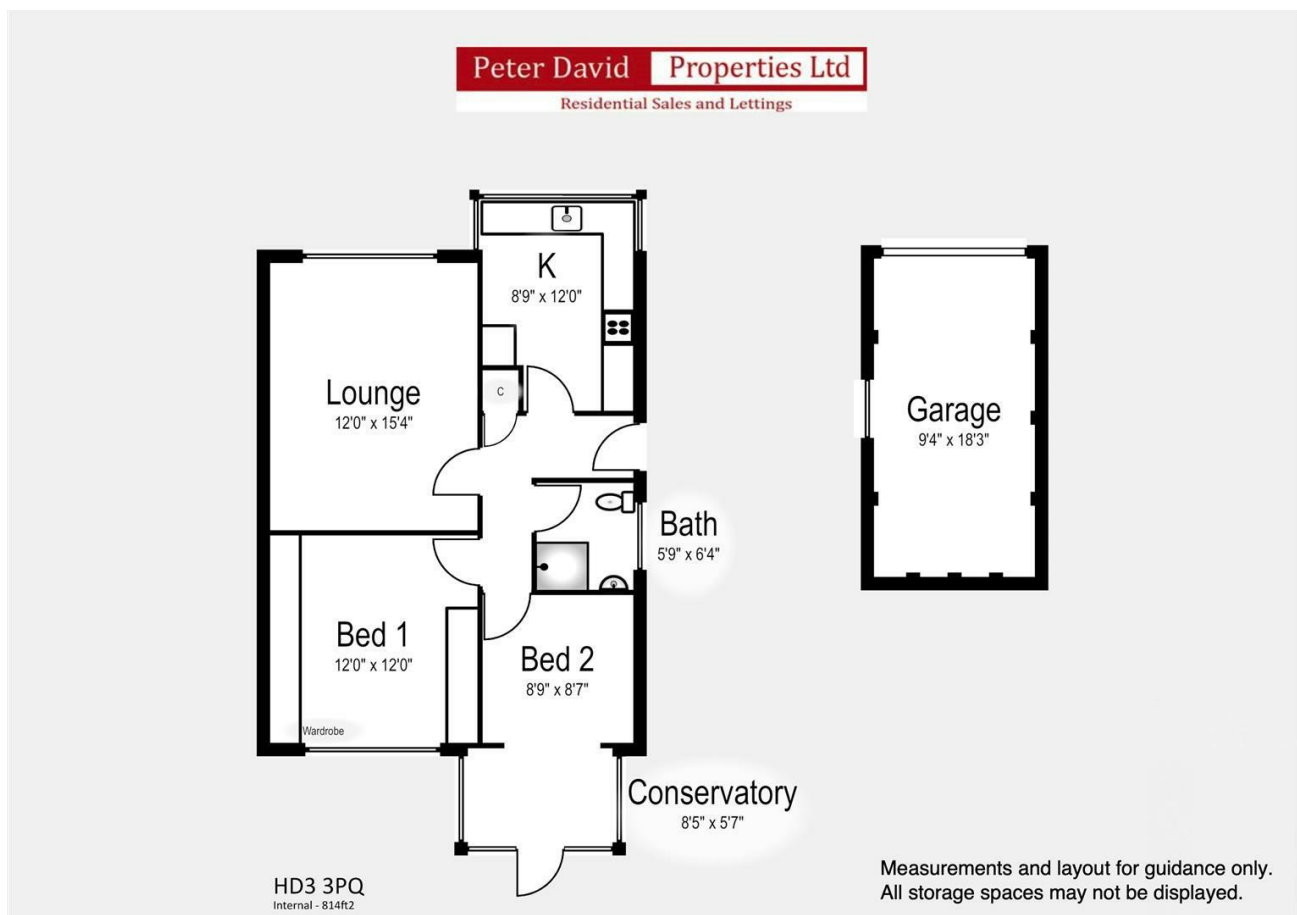 Peter David Properties Ltd
Residential Sales and Lettings
K
8'9" x 12'0"
Lounge
12'0" x 15'4"
C
Garage
9'4" x 18'3"
Bath
5'9" x 6'4"
Bed 1
12'0" x 12'0"
Bed 2
8'9" x 8'7"
Wardrobe
Conservatory
8'5" x 5'7"
HD3 3PQ
Internal - 814ft2
Measurements and layout for guidance only.
All storage spaces may not be displayed.